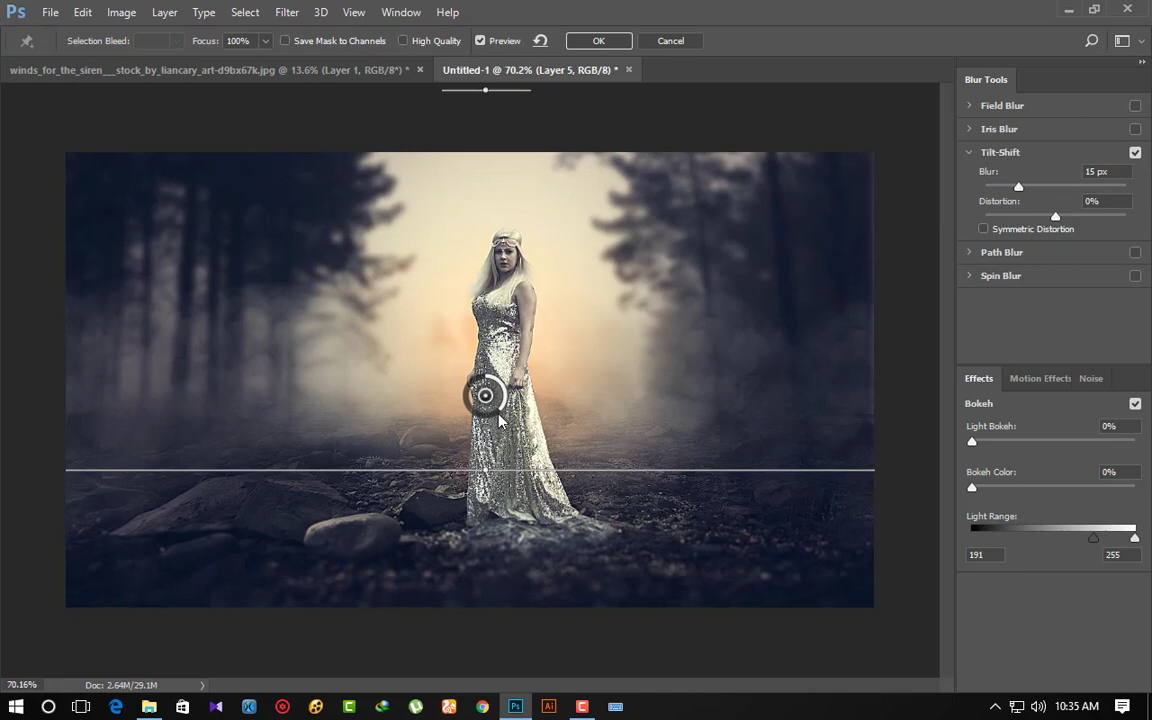 Ps File Edit Image Layer Type Select Filter 3D View Window Help
Selection Bleed: Focus: 100% Save Mask to Channels High Quality Preview OK Cancel
winds_for_the_siren___stock_by_liancary_art-d9bx67k.jpg @ 13.6% (Layer 1, RGB/8*) * × Untitled-1 @ 70.2% (Layer 5, RGB/8) * ×
Blur Tools
Field Blur
Iris Blur
Tilt-Shift
Blur: 15 px
Distortion: 0%
Symmetric Distortion
Path Blur
Spin Blur
Effects Motion Effects Noise
Bokeh
Light Bokeh: 0%
Bokeh Color: 0%
Light Range:
191 255
70.16% Doc: 2.64M/29.1M
Ps Ai 10:35 AM